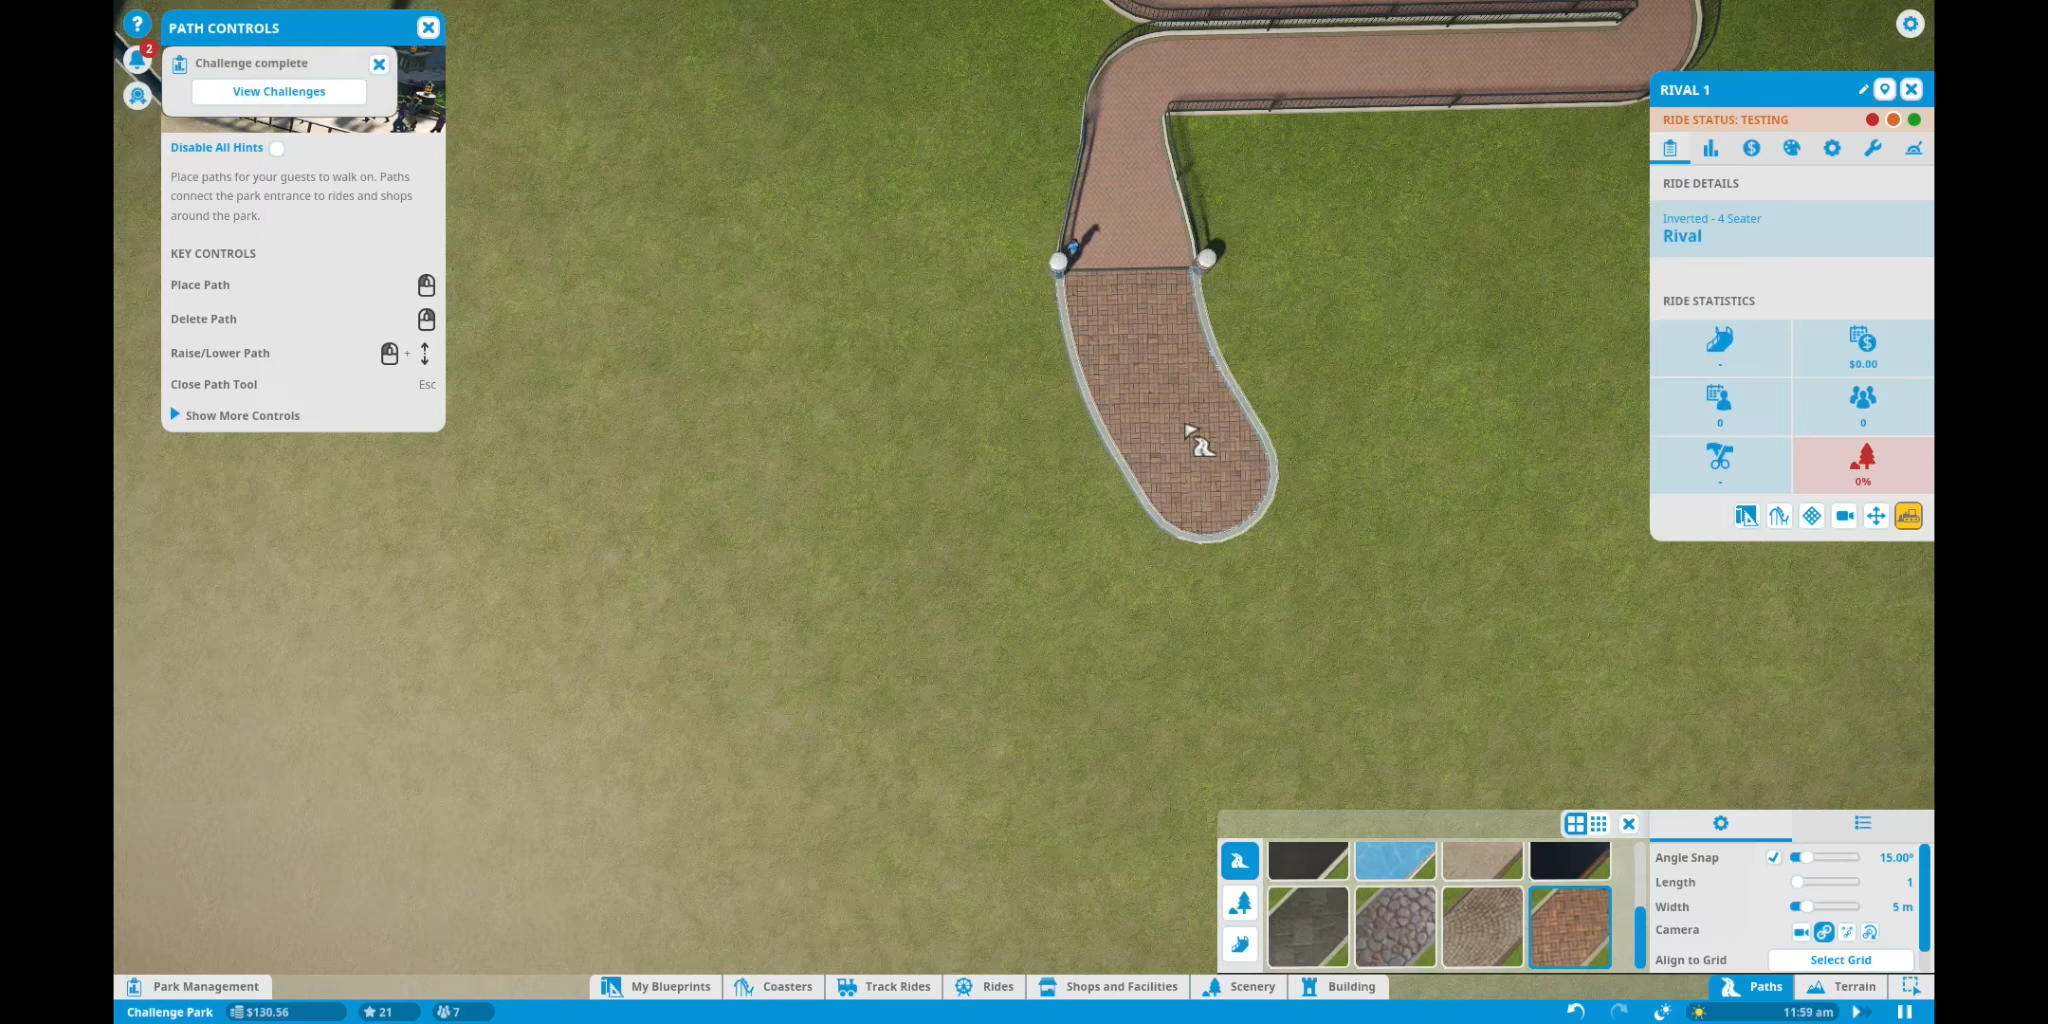 ?
PATH CONTROLS
2
Challenge complete
View Challenges
Disable All Hints
Place paths for your guests to walk on. Paths
connect the park entrance to rides and shops
around the park.
KEY CONTROLS
Place Path
Delete Path
Raise/Lower Path +
Close Path Tool Esc
Show More Controls
RIVAL 1
RIDE STATUS: TESTING
RIDE DETAILS
Inverted - 4 Seater
Rival
RIDE STATISTICS
- $0.00
0 0
- 0%
Angle Snap 15.00°
Length 1
Width 5 m
Camera
Align to Grid Select Grid
Park Management My Blueprints Coasters Track Rides Rides Shops and Facilities Scenery Building Paths Terrain
Challenge Park $130.56 21 7 11:59 am